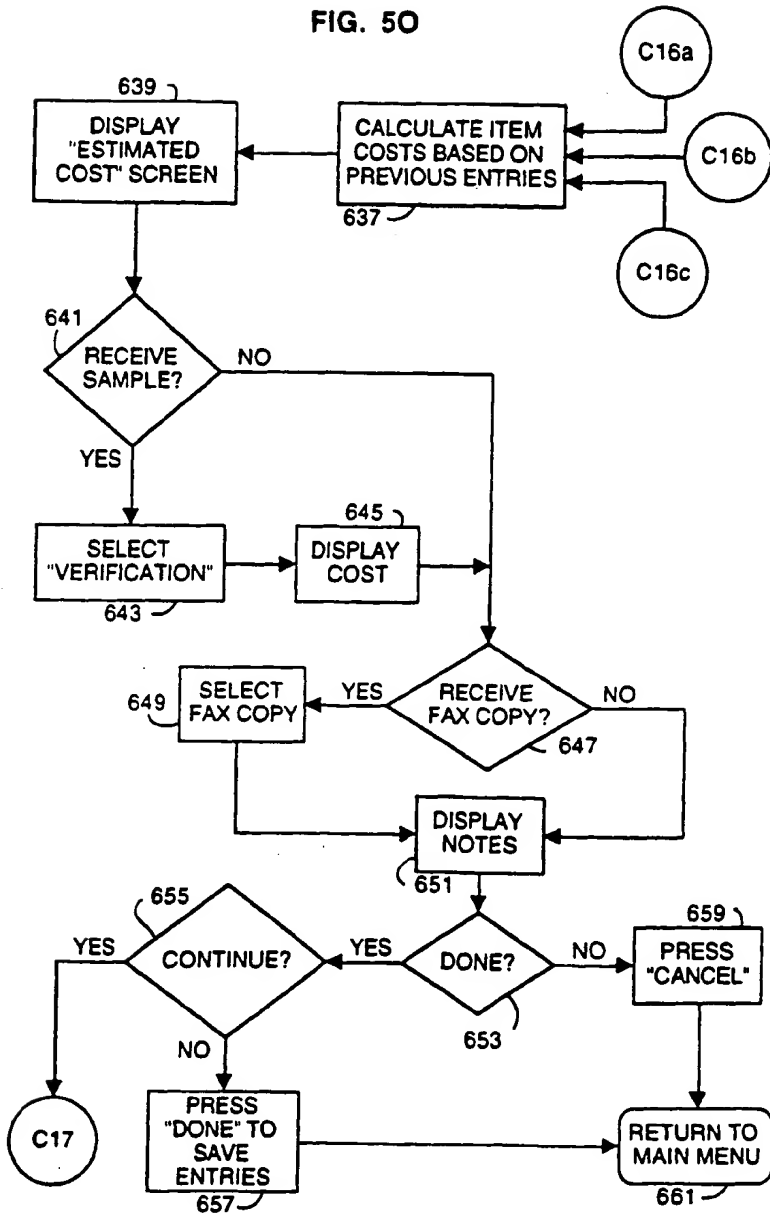 FIG. 5O
C16a
639
DISPLAY
"ESTIMATED
COST" SCREEN
CALCULATE ITEM
COSTS BASED ON
PREVIOUS ENTRIES
637
C16b
C16c
641
RECEIVE
SAMPLE?
NO
YES
SELECT
"VERIFICATION"
643
645
DISPLAY
COST
649
SELECT
FAX COPY
YES
RECEIVE
FAX COPY?
NO
647
DISPLAY
NOTES
651
655
YES
CONTINUE?
YES
DONE?
NO
653
659
PRESS
"CANCEL"
NO
C17
PRESS
"DONE" TO
SAVE
ENTRIES
657
RETURN TO
MAIN MENU
661